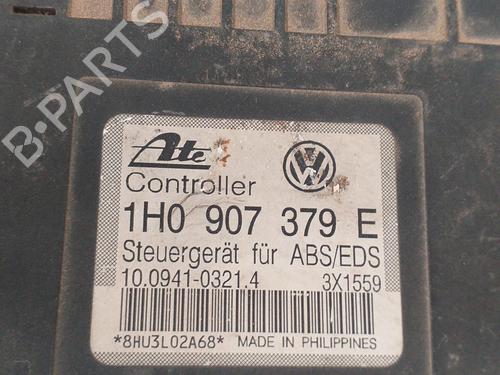 B·PARTS
Ate
VW
Controller
1H0 907 379 E
Steuergerät für ABS/EDS
10.0941-0321.4 3X1559
*8HU3L02A68* MADE IN PHILIPPINES